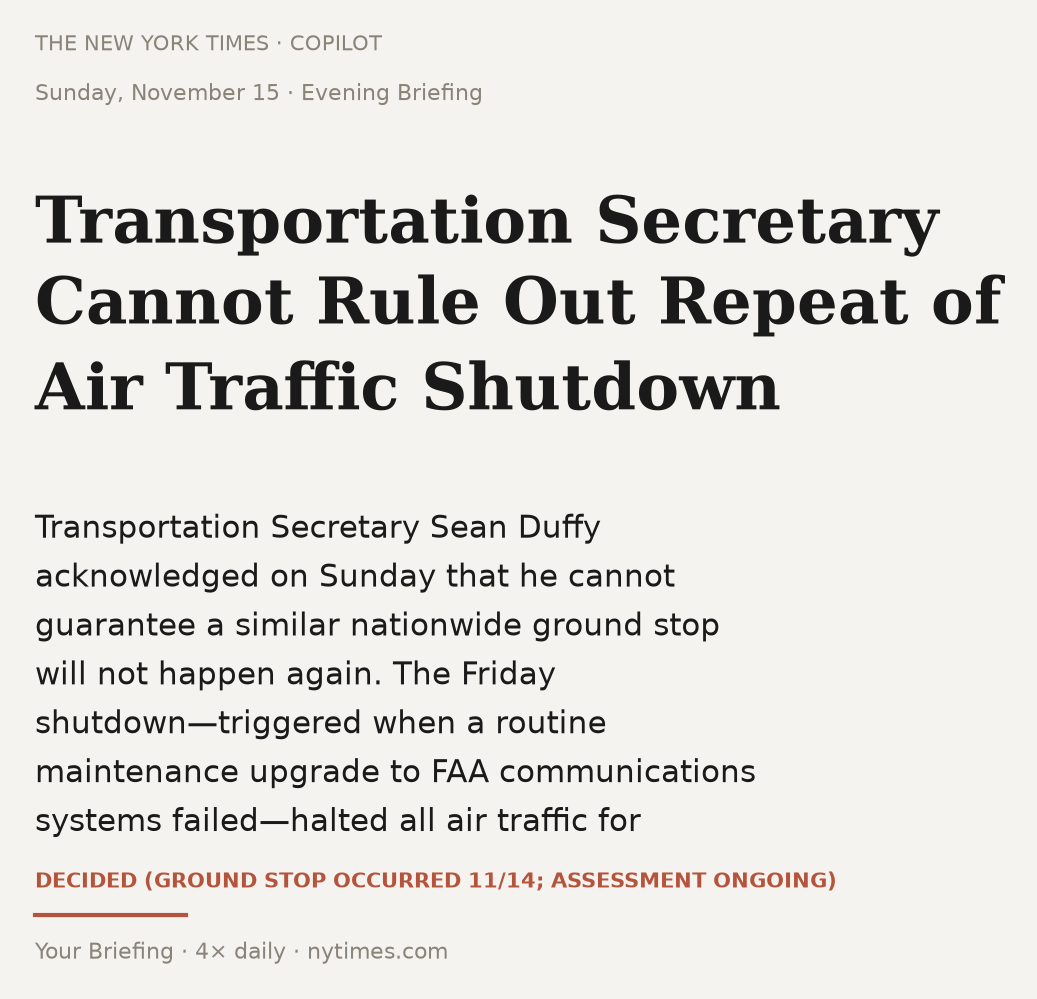 THE NEW YORK TIMES · COPILOT
Sunday, November 15 · Evening Briefing
Transportation Secretary
Cannot Rule Out Repeat of
Air Traffic Shutdown
Transportation Secretary Sean Duffy
acknowledged on Sunday that he cannot
guarantee a similar nationwide ground stop
will not happen again. The Friday
shutdown—triggered when a routine
maintenance upgrade to FAA communications
systems failed—halted all air traffic for
DECIDED (GROUND STOP OCCURRED 11/14; ASSESSMENT ONGOING)
Your Briefing · 4× daily · nytimes.com